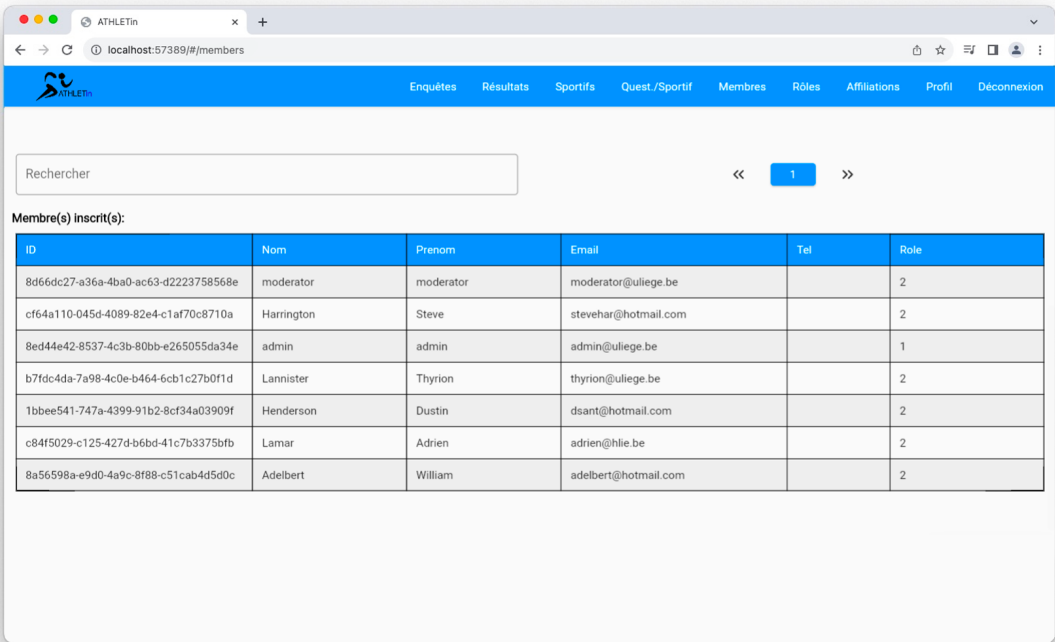 ATHLETin
localhost:57389/#/members
ATHLETIn
Enquêtes Résultats Sportifs Quest./Sportif Membres Rôles Affiliations Profil Déconnexion
Rechercher
1
Membre(s) inscrit(s):
ID Nom Prenom Email Tel Role
8d66dc27-a36a-4ba0-ac63-d2223758568e moderator moderator moderator@uliege.be 2
cf64a110-045d-4089-82e4-c1af70c8710a Harrington Steve stevehar@hotmail.com 2
8ed44e42-8537-4c3b-80bb-e265055da34e admin admin admin@uliege.be 1
b7fdc4da-7a98-4c0e-b464-6cb1c27b0f1d Lannister Thyrion thyrion@uliege.be 2
1bbee541-747a-4399-91b2-8cf34a03909f Henderson Dustin dsant@hotmail.com 2
c84f5029-c125-427d-b6bd-41c7b3375bfb Lamar Adrien adrien@hlie.be 2
8a56598a-e9d0-4a9c-8f88-c51cab4d5d0c Adelbert William adelbert@hotmail.com 2